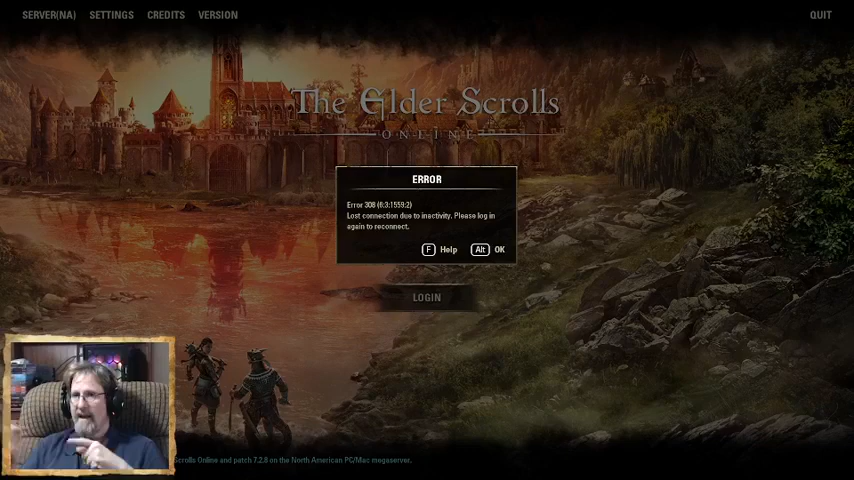 SERVER(NA) SETTINGS CREDITS VERSION QUIT
The Elder Scrolls
ONLINE
ERROR
Error 308 (6:3:1559:2)
Lost connection due to inactivity. Please log in
again to reconnect.
F Help Alt OK
LOGIN
Scrolls Online and patch 7.2.8 on the North American PC/Mac megaserver.